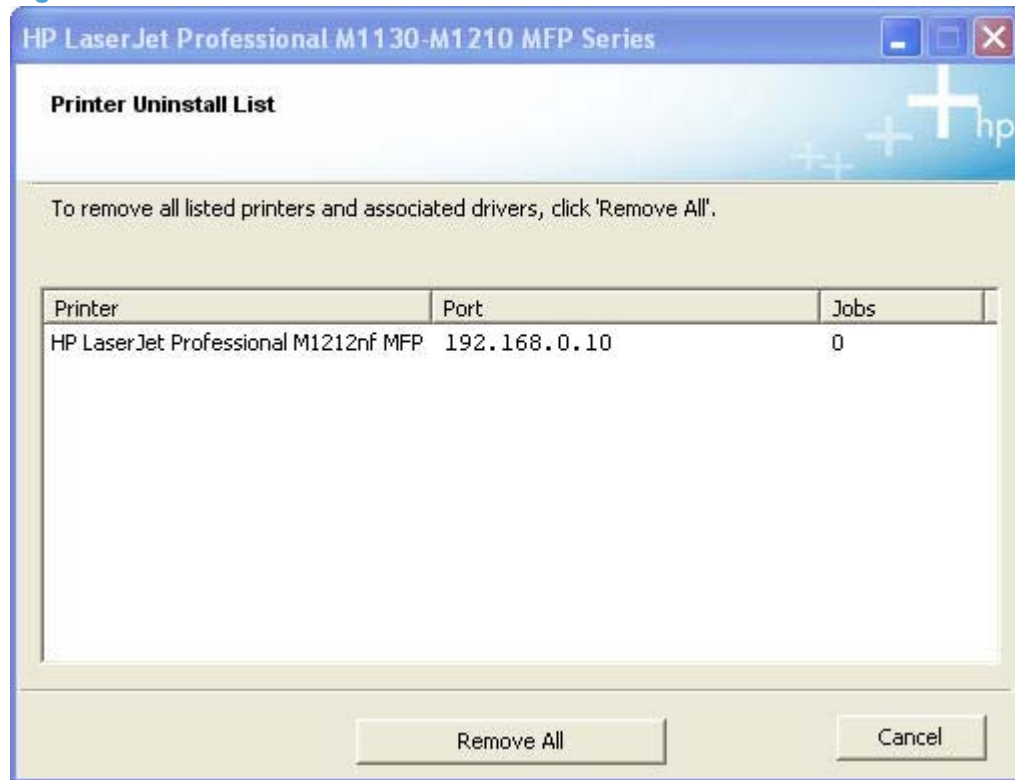 HP LaserJet Professional M1130-M1210 MFP Series
Printer Uninstall List
hp
To remove all listed printers and associated drivers, click 'Remove All'.
Printer Port Jobs
HP LaserJet Professional M1212nf MFP 192.168.0.10 0
Remove All Cancel